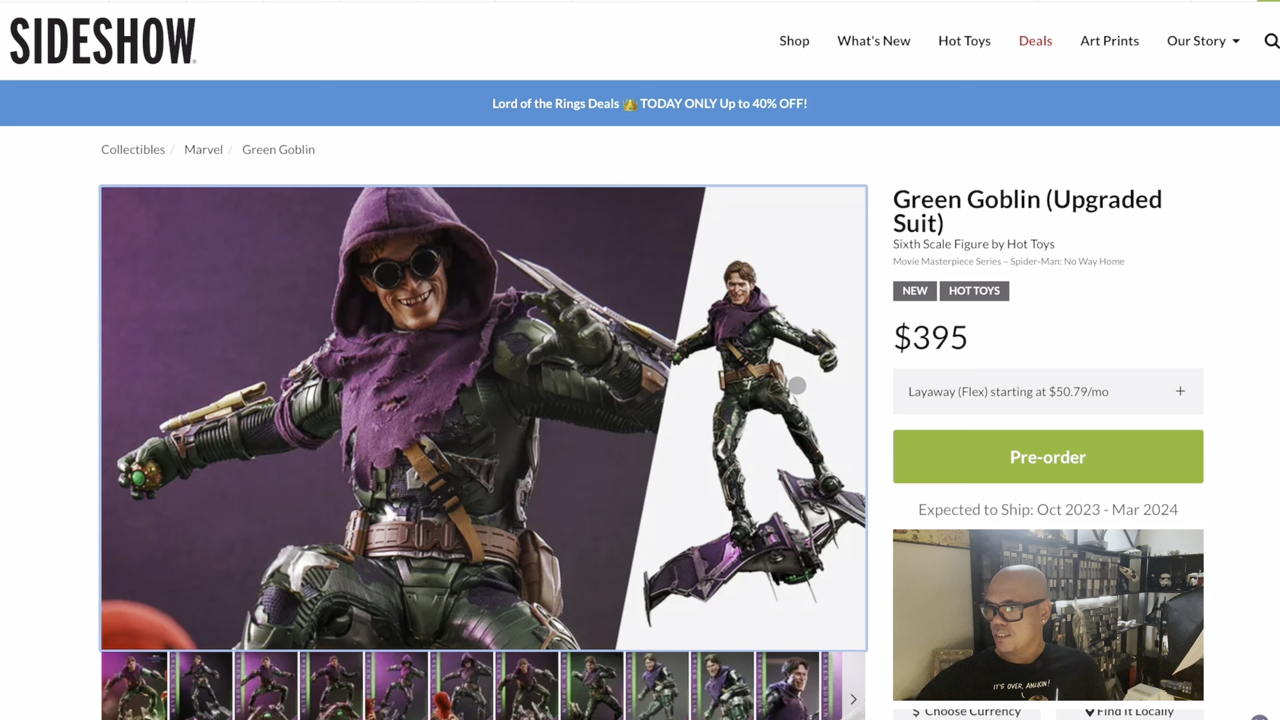 SIDESHOW
Shop
What's New
Hot Toys
Deals
Art Prints
Our Story
Lord of the Rings Deals 👑 TODAY ONLY Up to 40% OFF!
Collectibles / Marvel / Green Goblin
Green Goblin (Upgraded
Suit)
Sixth Scale Figure by Hot Toys
Movie Masterpiece Series – Spider-Man: No Way Home
NEW
HOT TOYS
$395
Layaway (Flex) starting at $50.79/mo +
Pre-order
Expected to Ship: Oct 2023 - Mar 2024
IT'S OVER, ANAKIN!
$ Choose Currency
Find It Locally